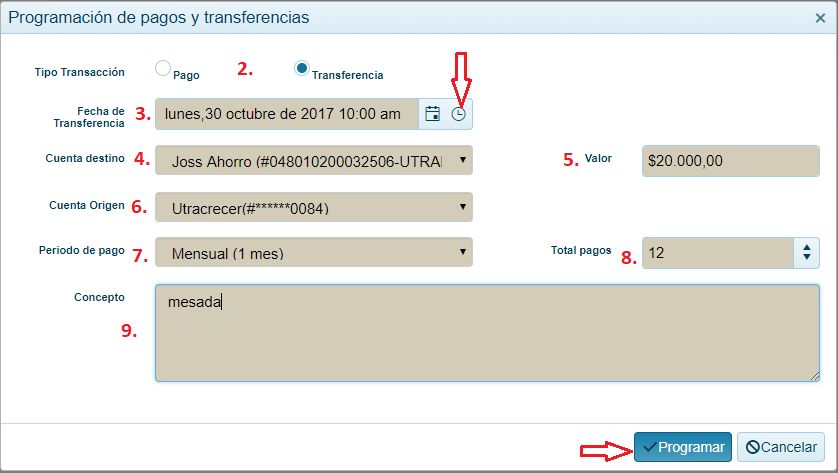 Programación de pagos y transferencias ×
Tipo Transacción Pago 2. Transferencia
Fecha de Transferencia 3. lunes,30 octubre de 2017 10:00 am
Cuenta destino 4. Joss Ahorro (#048010200032506-UTRA 5. Valor $20.000,00
Cuenta Origen 6. Utracrecer(#******0084)
Periodo de pago 7. Mensual (1 mes) Total pagos 8. 12
Concepto 9. mesada
Programar Cancelar